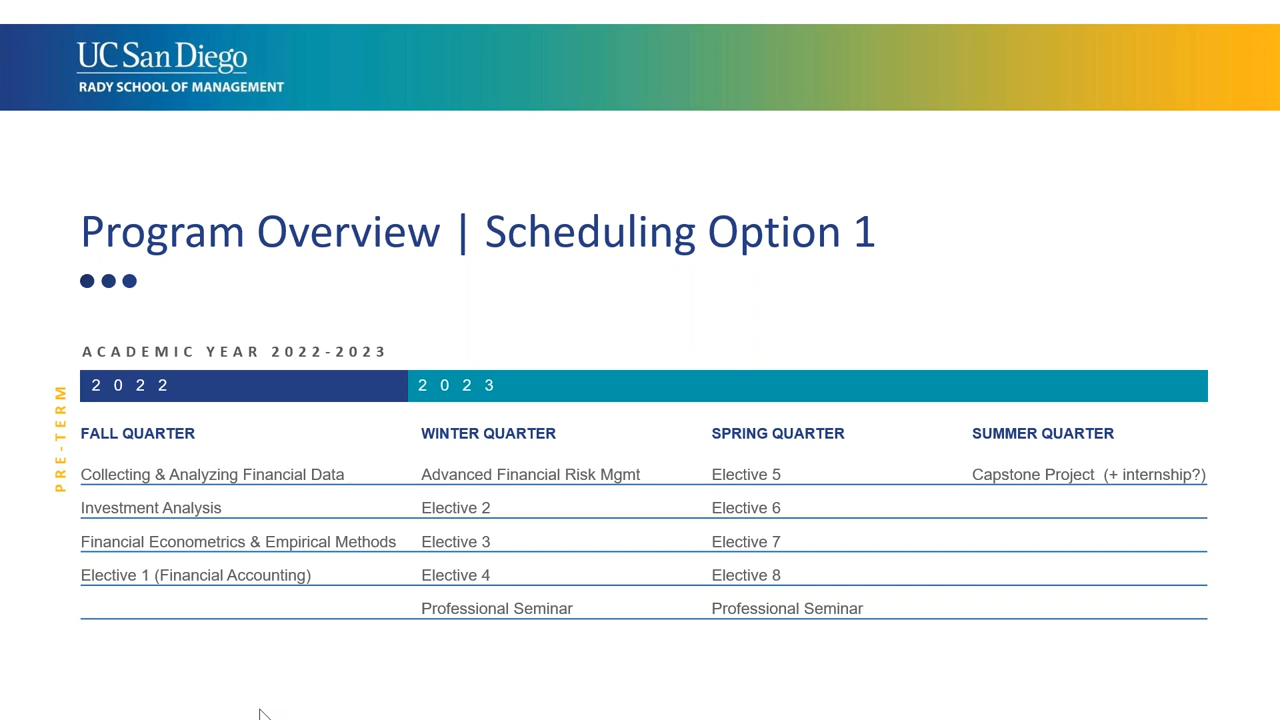 UC San Diego
RADY SCHOOL OF MANAGEMENT
Program Overview | Scheduling Option 1
ACADEMIC YEAR 2022-2023
PRE-TERM
2022 2023
FALL QUARTER WINTER QUARTER SPRING QUARTER SUMMER QUARTER
Collecting & Analyzing Financial Data Advanced Financial Risk Mgmt Elective 5 Capstone Project (+ internship?)
Investment Analysis Elective 2 Elective 6
Financial Econometrics & Empirical Methods Elective 3 Elective 7
Elective 1 (Financial Accounting) Elective 4 Elective 8
Professional Seminar Professional Seminar